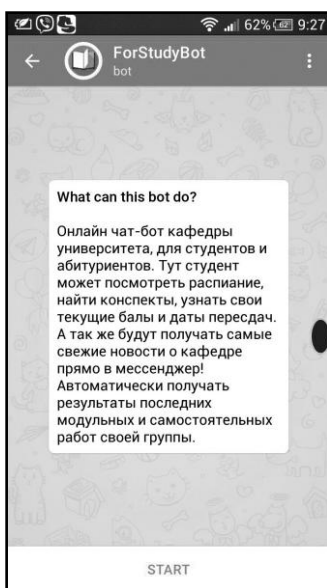 62% 9:27
ForStudyBot
bot
What can this bot do?
Онлайн чат-бот кафедры
университета, для студентов и
абитуриентов. Тут студент
может посмотреть распиание,
найти конспекты, узнать свои
текущие балы и даты пересдач.
А так же будут получать самые
свежие новости о кафедре
прямо в мессенджер!
Автоматически получать
результаты последних
модульных и самостоятельных
работ своей группы.
START